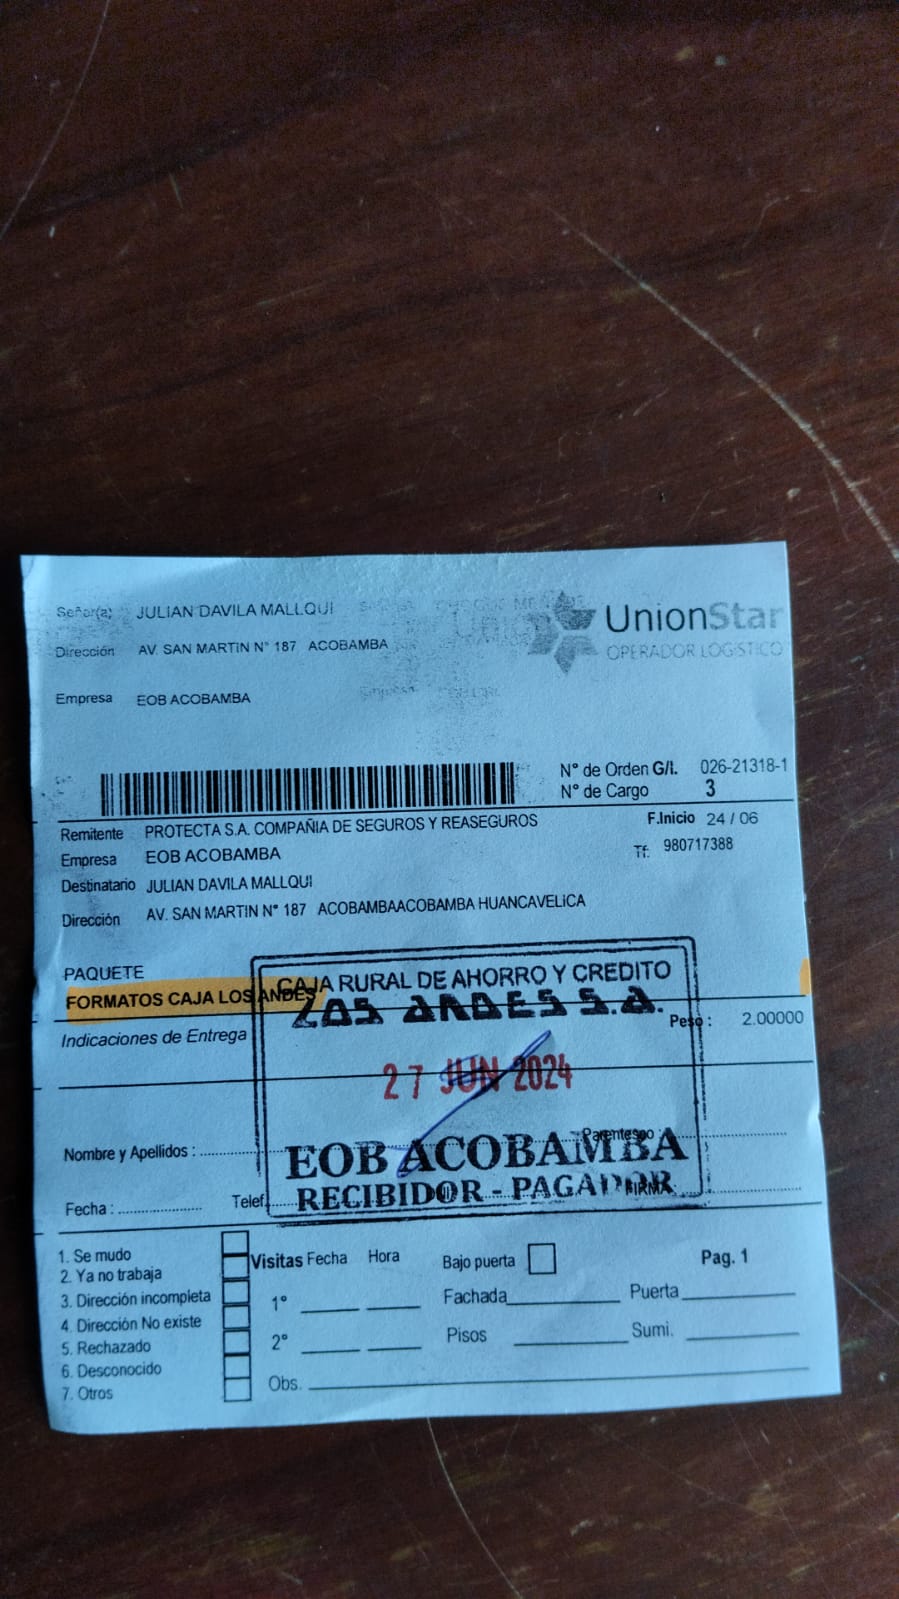 Señor(a) JULIAN DAVILA MALLQUI
UnionStar
OPERADOR LOGISTICO
Dirección AV. SAN MARTIN N° 187 ACOBAMBA
Empresa EOB ACOBAMBA
N° de Orden G/I. 026-21318-1
N° de Cargo 3
Remitente PROTECTA S.A. COMPAÑIA DE SEGUROS Y REASEGUROS
F.Inicio 24 / 06
Empresa EOB ACOBAMBA
Tf. 980717388
Destinatario JULIAN DAVILA MALLQUI
Dirección AV. SAN MARTIN N° 187 ACOBAMBAACOBAMBA HUANCAVELICA
PAQUETE
FORMATOS CAJA LOS ANDES
CAJA RURAL DE AHORRO Y CREDITO
LOS ANDES S.A.
Peso : 2.00000
Indicaciones de Entrega
27 JUN 2024
Parentesco
Nombre y Apellidos :
EOB ACOBAMBA
RECIBIDOR - PAGADOR
Fecha : Telef. FIRMA
1. Se mudo
2. Ya no trabaja
3. Dirección incompleta
4. Dirección No existe
5. Rechazado
6. Desconocido
7. Otros
Visitas Fecha Hora Bajo puerta Pag. 1
1° Fachada Puerta
2° Pisos Sumi.
Obs.